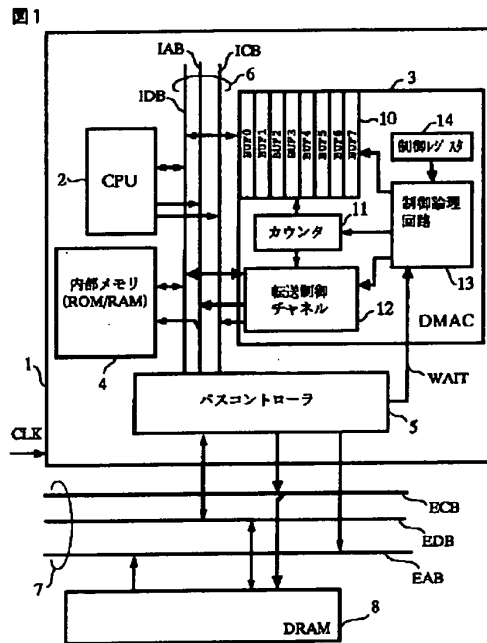 図1
IAB
ICB
6
IDB
3
10
BUF0
BUF1
BUF2
BUF3
BUF4
BUF5
BUF6
BUF7
14
制御レジスタ
2
CPU
11
カウンタ
制御論理
回路
内部メモリ
(ROM/RAM)
転送制御
チャネル
12
13
DMAC
1
4
WAIT
バスコントローラ
5
CLK
ECB
EDB
7
EAB
8
DRAM